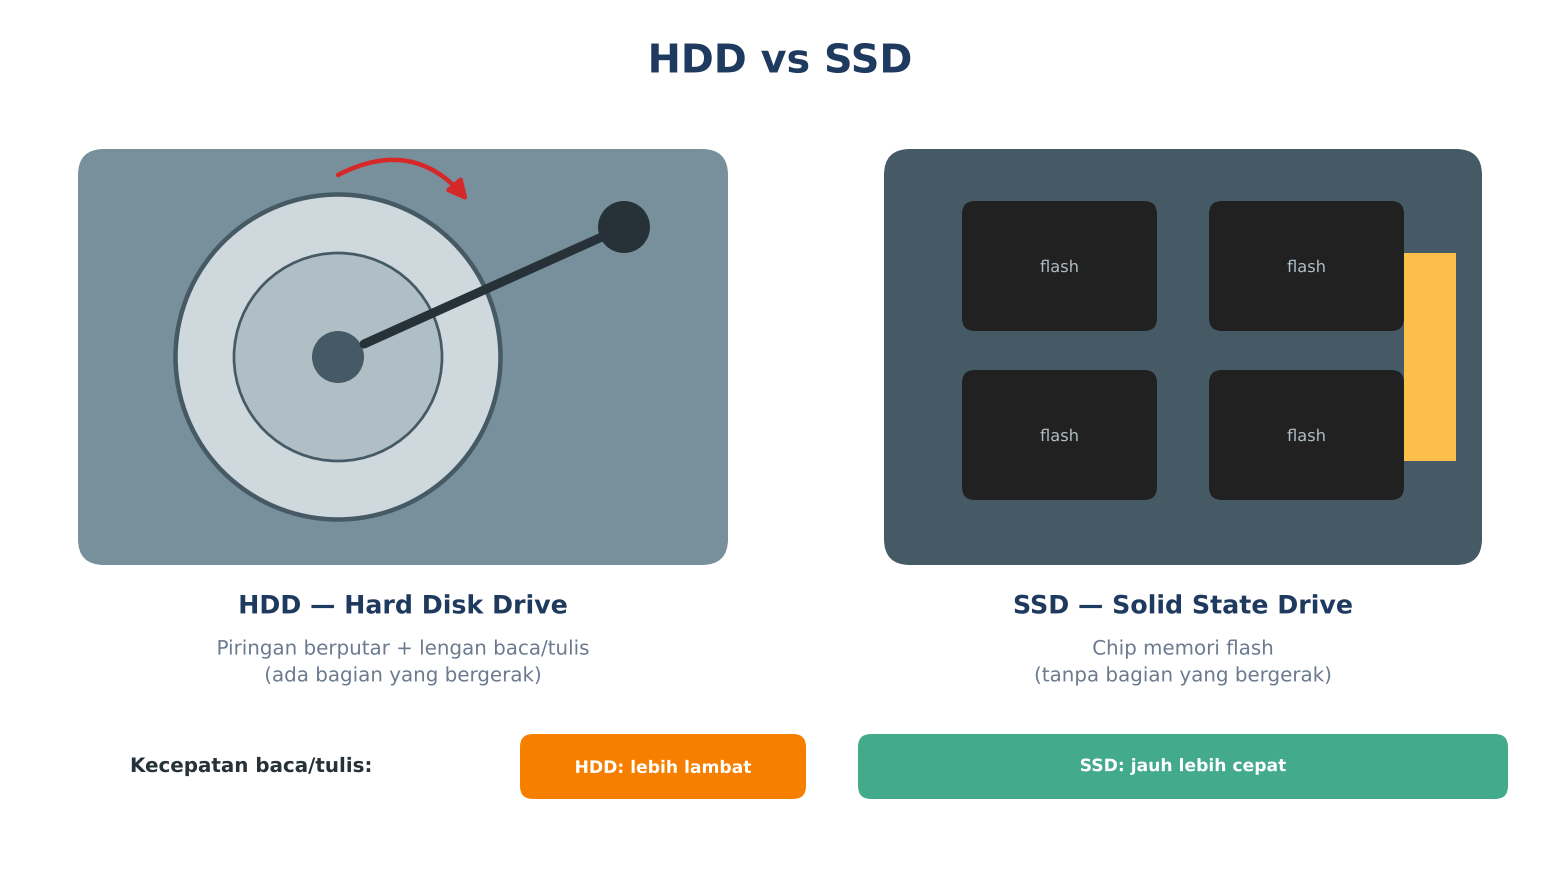 HDD vs SSD
flash
flash
flash
flash
HDD — Hard Disk Drive
Piringan berputar + lengan baca/tulis
(ada bagian yang bergerak)
SSD — Solid State Drive
Chip memori flash
(tanpa bagian yang bergerak)
Kecepatan baca/tulis:
HDD: lebih lambat
SSD: jauh lebih cepat